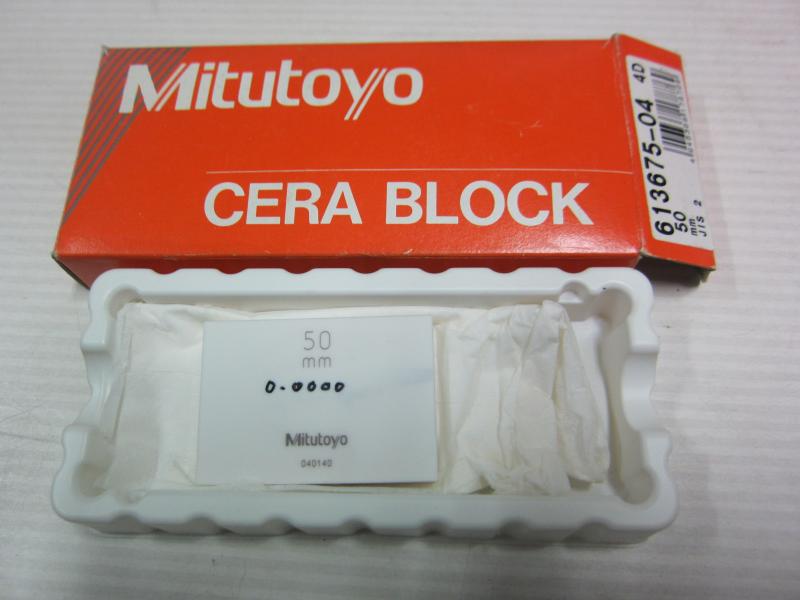 Mitutoyo
CERA BLOCK
613675-04 4D
50
mm
JIS 2
50
mm
0.0000
Mitutoyo
040140